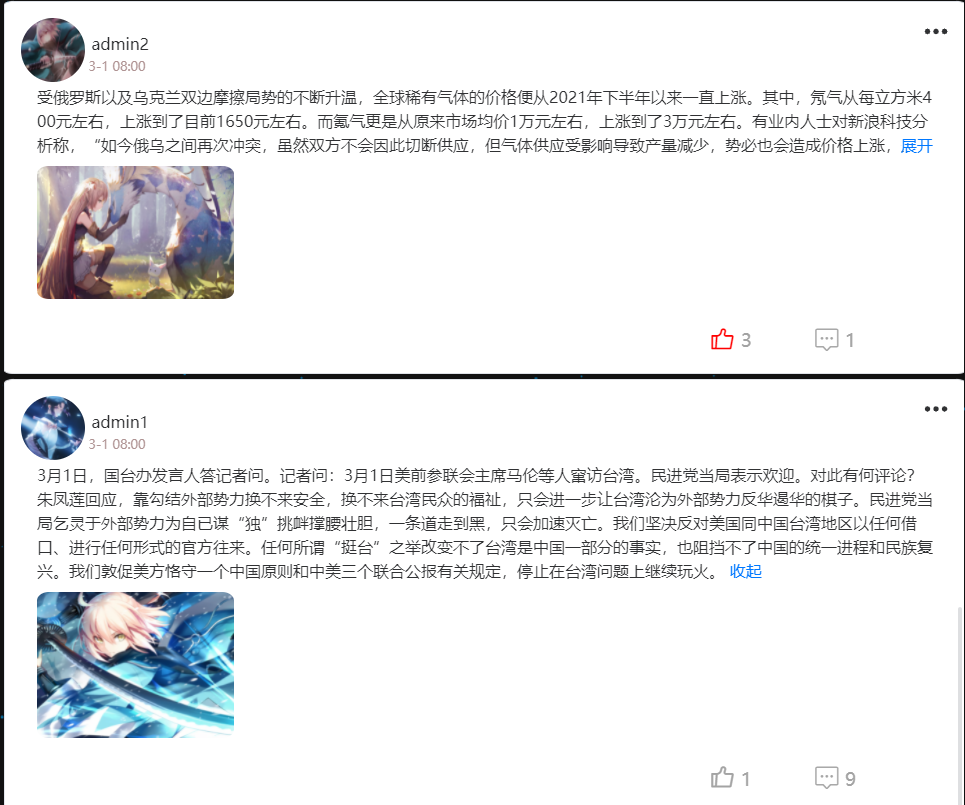 admin2
3-1 08:00
受俄罗斯以及乌克兰双边摩擦局势的不断升温，全球稀有气体的价格便从2021年下半年以来一直上涨。其中，氖气从每立方米4
00元左右，上涨到了目前1650元左右。而氟气更是从原来市场均价1万元左右，上涨到了3万元左右。有业内人士对新浪科技分
析称，“如今俄乌之间再次冲突，虽然双方不会因此切断供应，但气体供应受影响导致产量减少，势必也会造成价格上涨，展开
3
1
admin1
3-1 08:00
3月1日，国台办发言人答记者问。记者问：3月1日美前参联会主席马伦等人窜访台湾。民进党当局表示欢迎。对此有何评论？
朱凤莲回应，靠勾结外部势力换不来安全，换不来台湾民众的福祉，只会进一步让台湾沦为外部势力反华遏华的棋子。民进党当
局乞灵于外部势力为自已谋“独”挑衅撑腰壮胆，一条道走到黑，只会加速灭亡。我们坚决反对美国同中国台湾地区以任何借
口、进行任何形式的官方往来。任何所谓“挺台”之举改变不了台湾是中国一部分的事实，也阻挡不了中国的统一进程和民族复
兴。我们敦促美方恪守一个中国原则和中美三个联合公报有关规定，停止在台湾问题上继续玩火。 收起
1
9